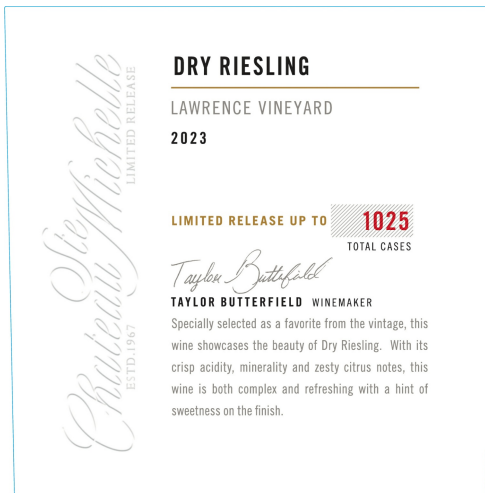 Chateau Ste Michelle
LIMITED RELEASE
ESTD.1967
DRY RIESLING
LAWRENCE VINEYARD
2023
LIMITED RELEASE UP TO 1025
TOTAL CASES
Taylor Butterfield
TAYLOR BUTTERFIELD WINEMAKER
Specially selected as a favorite from the vintage, this
wine showcases the beauty of Dry Riesling. With its
crisp acidity, minerality and zesty citrus notes, this
wine is both complex and refreshing with a hint of
sweetness on the finish.